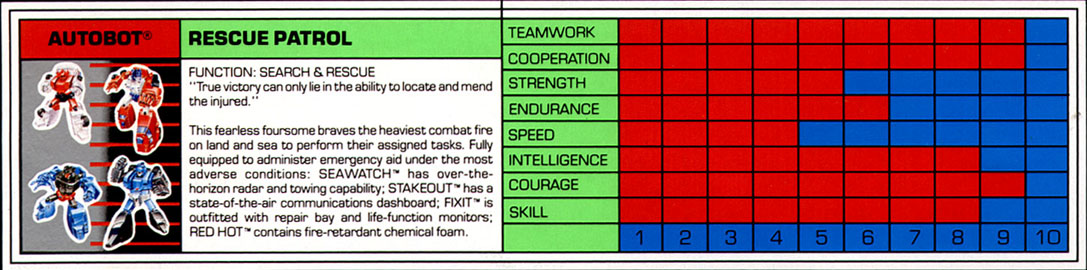 AUTOBOT®
RESCUE PATROL
FUNCTION: SEARCH & RESCUE
"True victory can only lie in the ability to locate and mend
the injured."
This fearless foursome braves the heaviest combat fire
on land and sea to perform their assigned tasks. Fully
equipped to administer emergency aid under the most
adverse conditions: SEAWATCH™ has over-the-
horizon radar and towing capability; STAKEOUT™ has a
state-of-the-air communications dashboard; FIXIT™ is
outfitted with repair bay and life-function monitors;
RED HOT™ contains fire-retardant chemical foam.
TEAMWORK
COOPERATION
STRENGTH
ENDURANCE
SPEED
INTELLIGENCE
COURAGE
SKILL
1 2 3 4 5 6 7 8 9 10